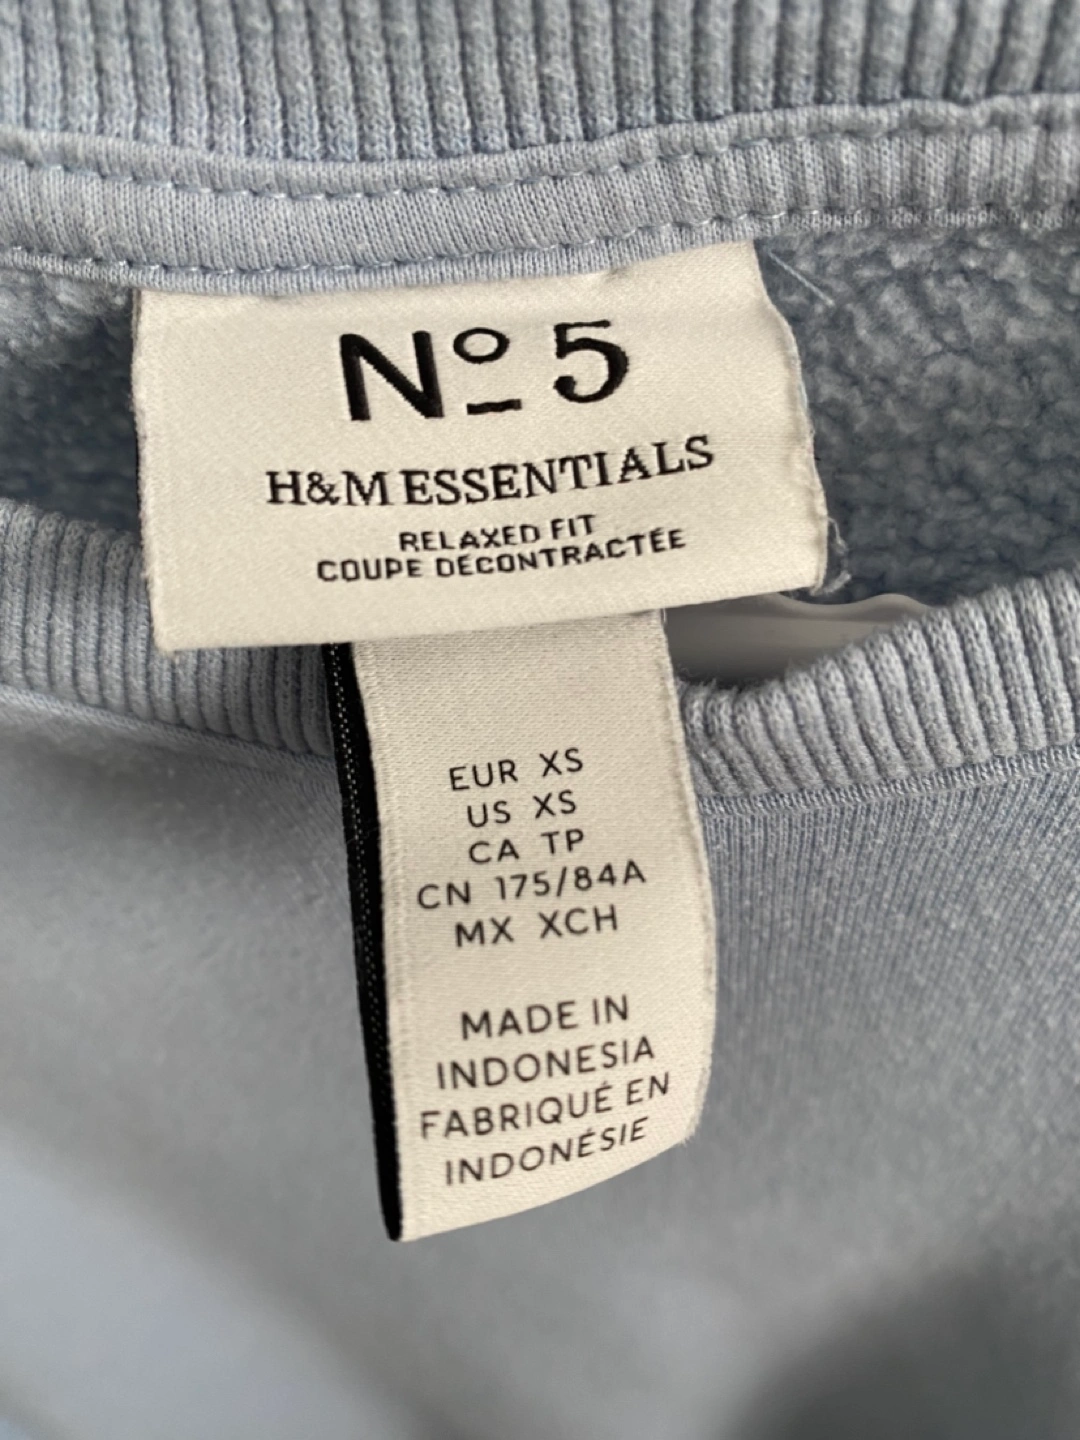 Nº 5
H&M ESSENTIALS
RELAXED FIT
COUPE DÉCONTRACTÉE
EUR XS
US XS
CA TP
CN 175/84A
MX XCH
MADE IN
INDONESIA
FABRIQUÉ EN
INDONÉSIE